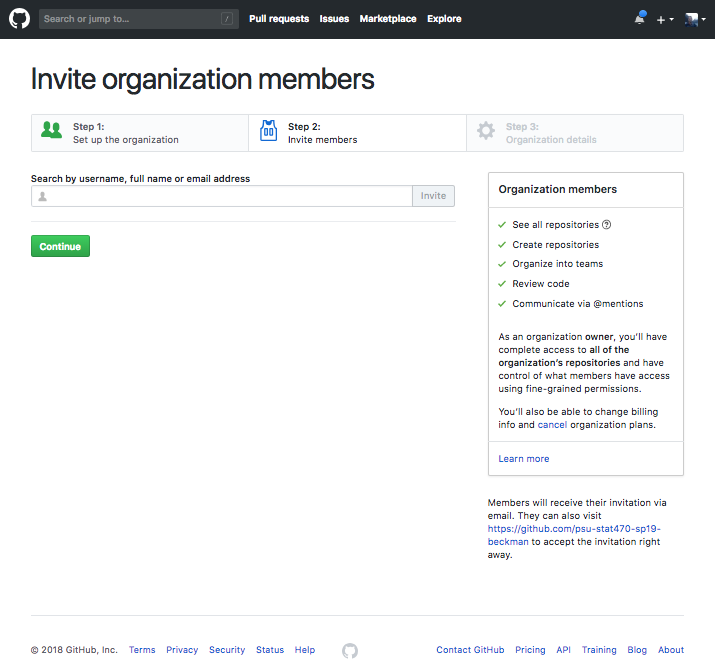 Search or jump to... /
Pull requests Issues Marketplace Explore
Invite organization members
Step 1:
Set up the organization
Step 2:
Invite members
Step 3:
Organization details
Search by username, full name or email address
Invite
Continue
Organization members
See all repositories
Create repositories
Organize into teams
Review code
Communicate via @mentions
As an organization owner, you'll have
complete access to all of the
organization's repositories and have
control of what members have access
using fine-grained permissions.
You'll also be able to change billing
info and cancel organization plans.
Learn more
Members will receive their invitation via
email. They can also visit
https://github.com/psu-stat470-sp19-
beckman to accept the invitation right
away.
© 2018 GitHub, Inc. Terms Privacy Security Status Help
Contact GitHub Pricing API Training Blog About